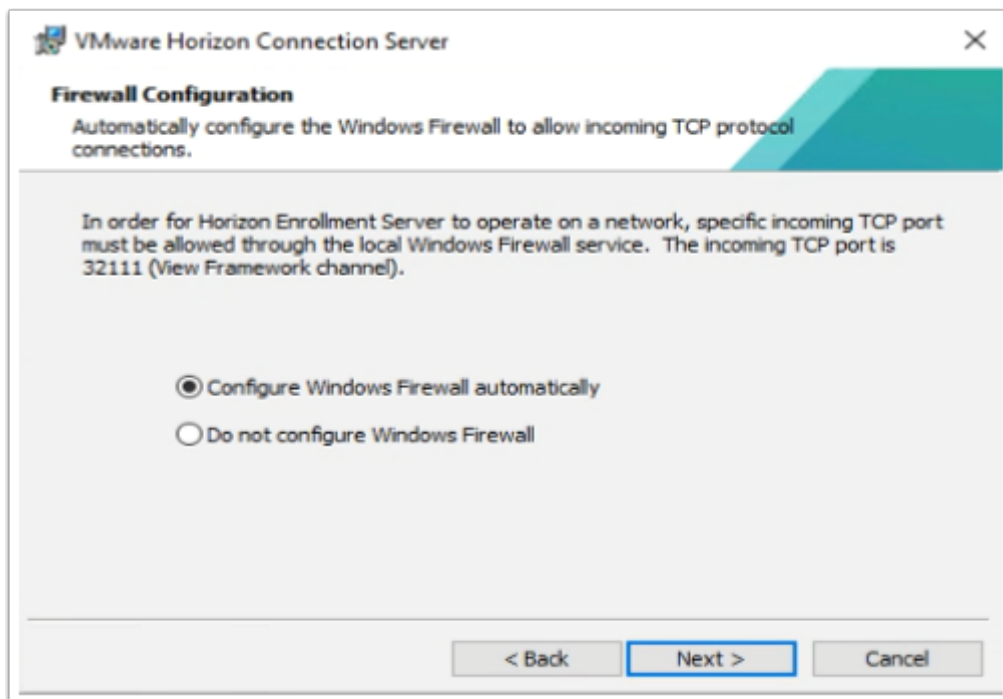 VMware Horizon Connection Server
Firewall Configuration
Automatically configure the Windows Firewall to allow incoming TCP protocol
connections.
In order for Horizon Enrollment Server to operate on a network, specific incoming TCP port
must be allowed through the local Windows Firewall service. The incoming TCP port is
32111 (View Framework channel).
Configure Windows Firewall automatically
Do not configure Windows Firewall
< Back
Next >
Cancel